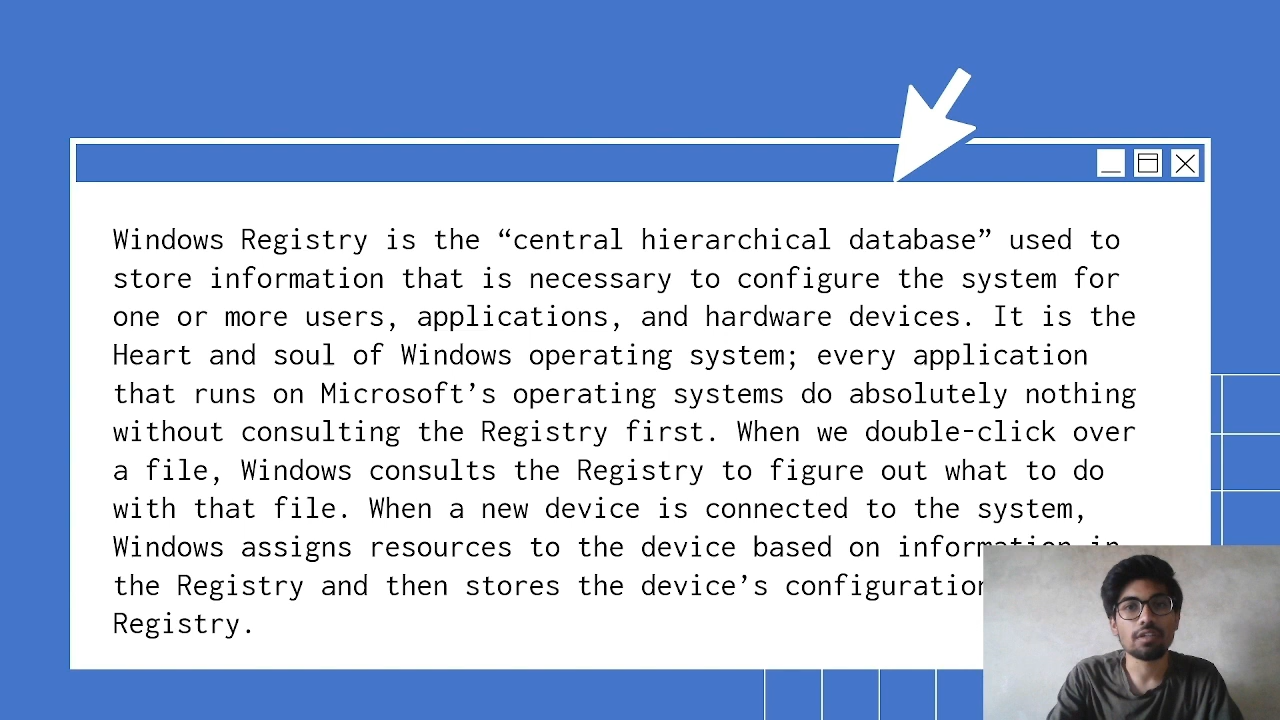 Windows Registry is the “central hierarchical database” used to
store information that is necessary to configure the system for
one or more users, applications, and hardware devices. It is the
Heart and soul of Windows operating system; every application
that runs on Microsoft’s operating systems do absolutely nothing
without consulting the Registry first. When we double-click over
a file, Windows consults the Registry to figure out what to do
with that file. When a new device is connected to the system,
Windows assigns resources to the device based on information in
the Registry and then stores the device’s configuration
Registry.